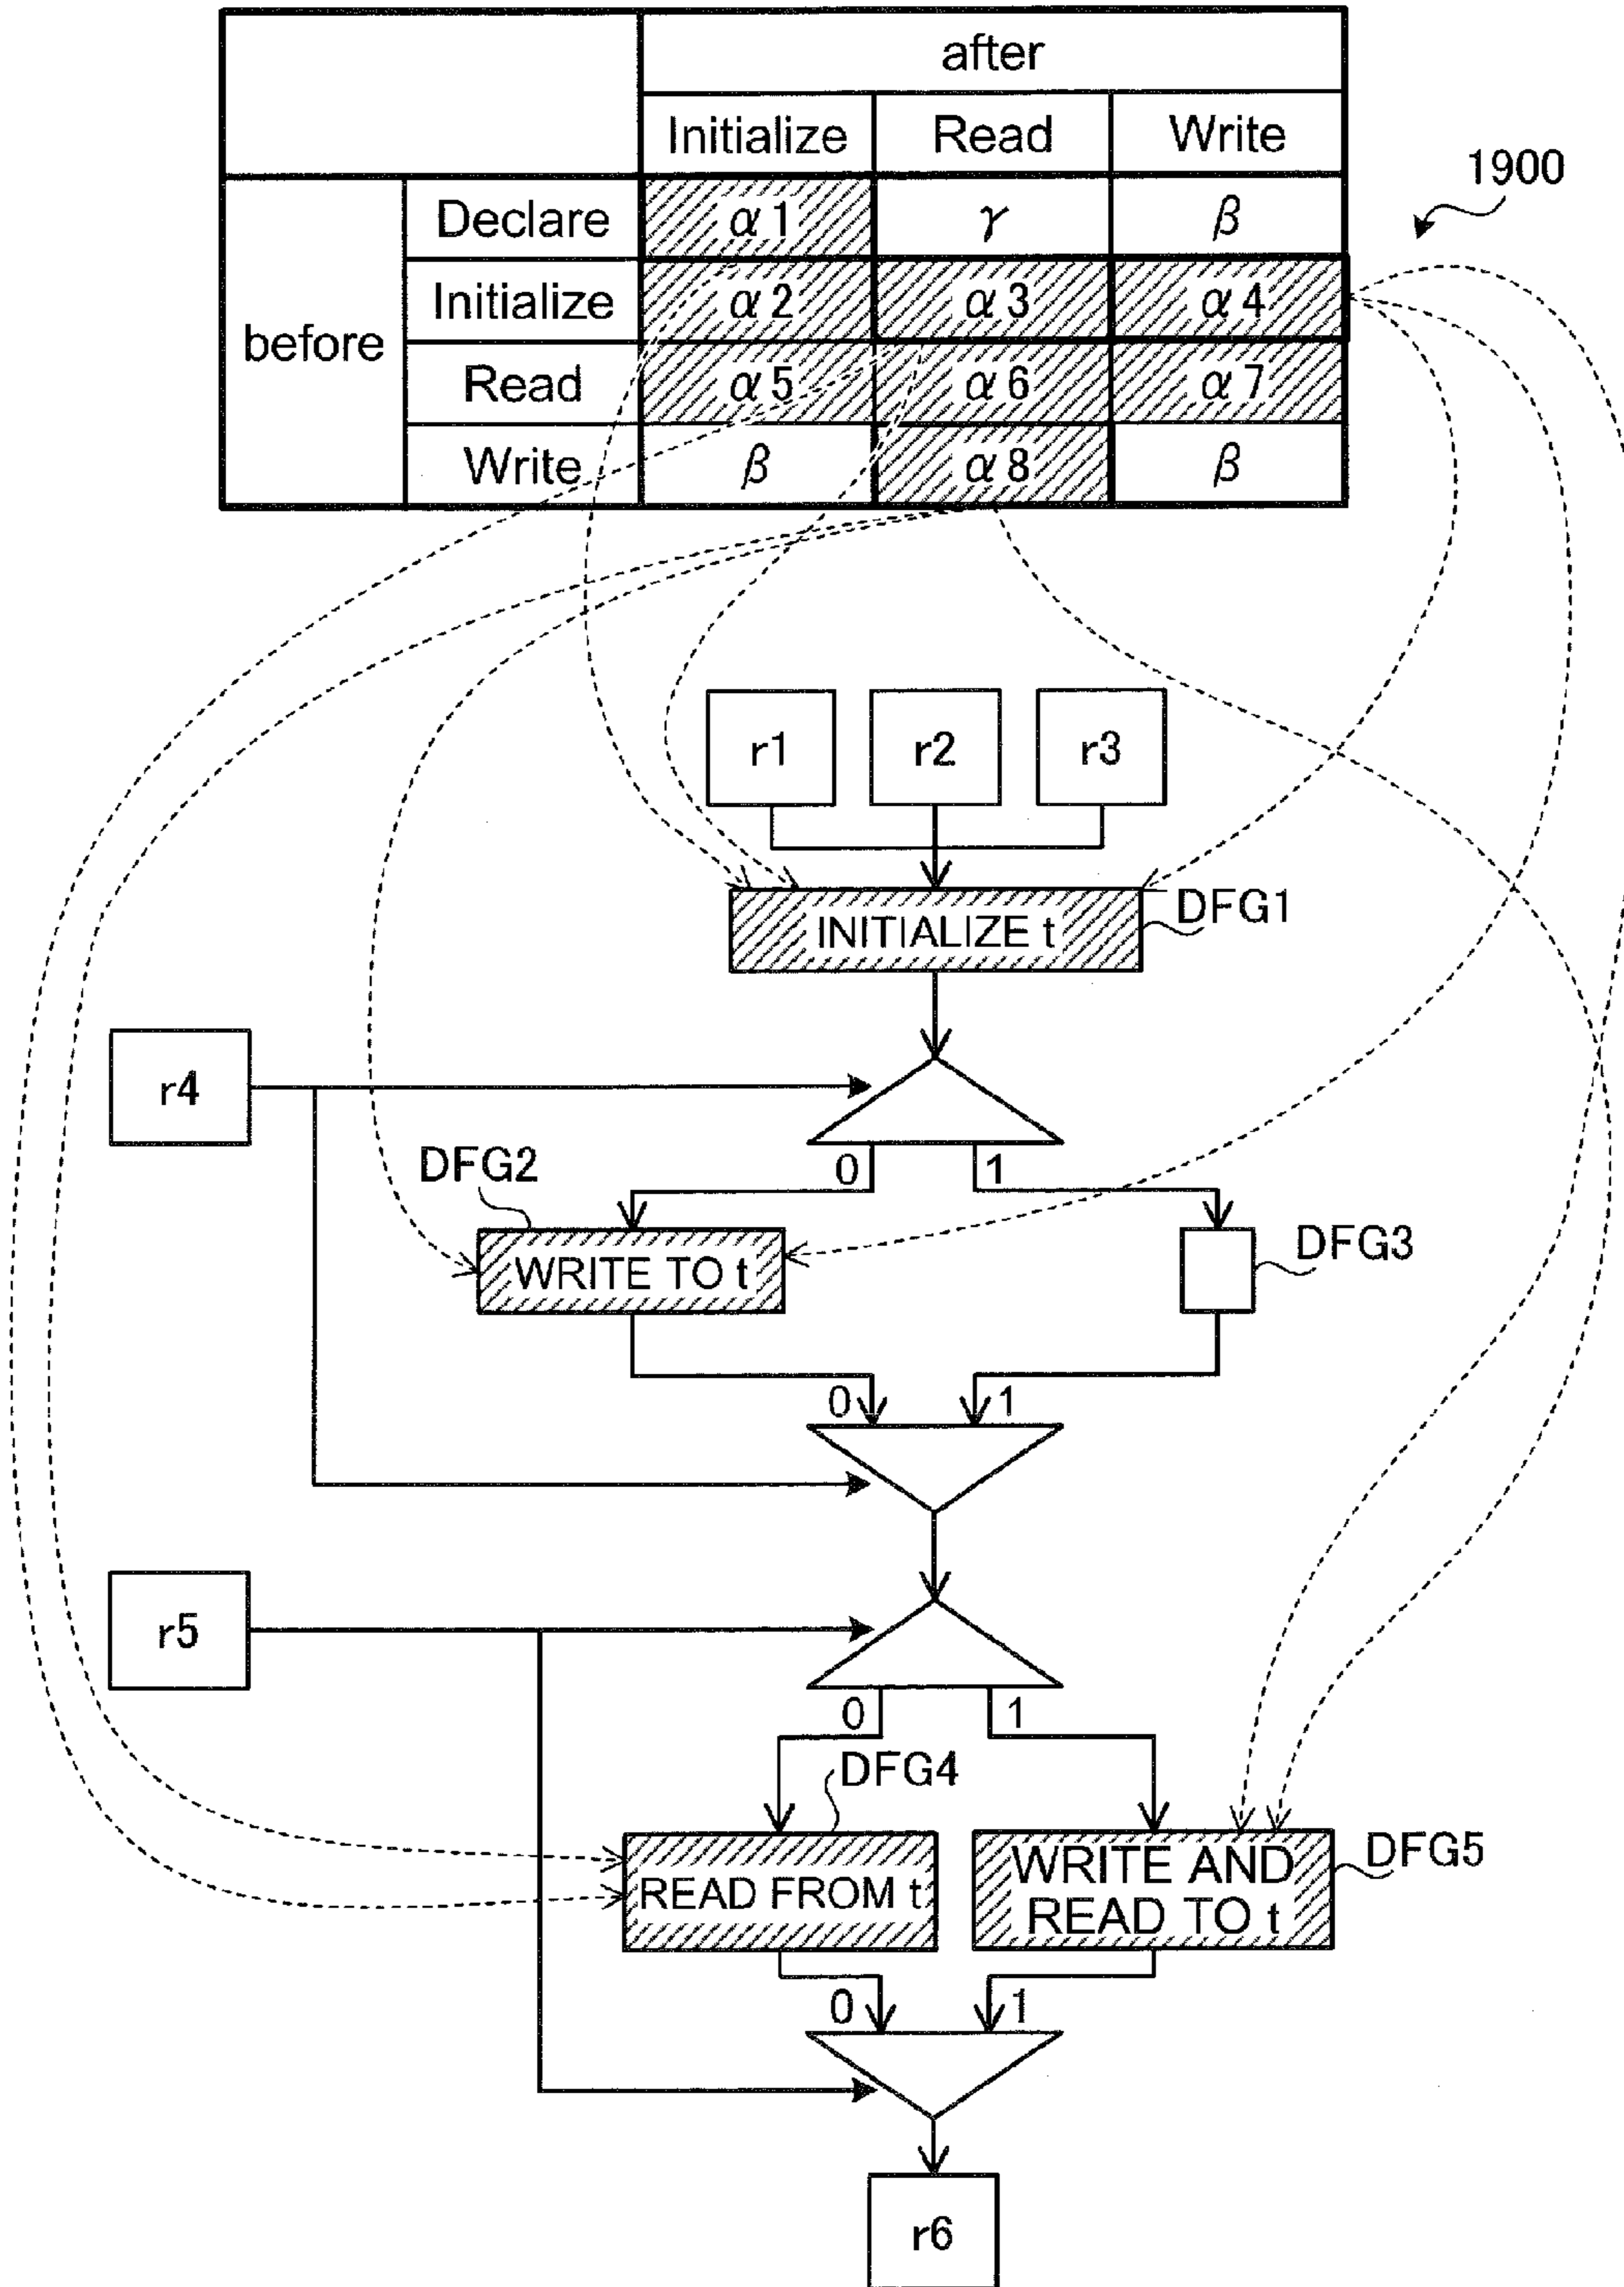 after
Initialize Read Write
1900
before
Declare α1 γ β
Initialize α2 α3 α4
Read α5 α6 α7
Write β α8 β
r1 r2 r3
INITIALIZE t DFG1
r4
0 1
DFG2
WRITE TO t DFG3
0 1
r5
0 1
DFG4
READ FROM t
WRITE AND
READ TO t
DFG5
0 1
r6